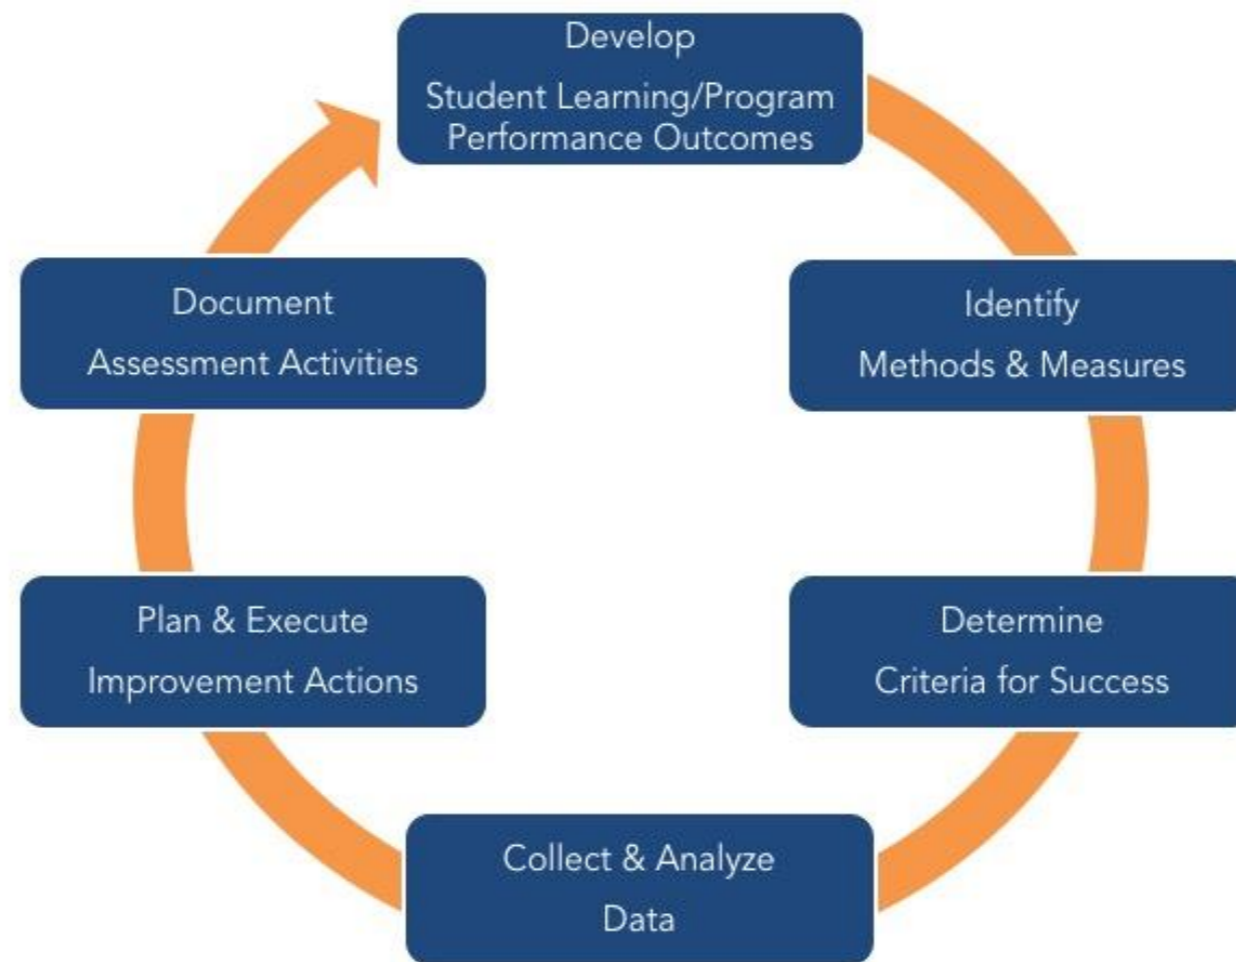 Develop
Student Learning/Program
Performance Outcomes
Identify
Methods & Measures
Determine
Criteria for Success
Collect & Analyze
Data
Plan & Execute
Improvement Actions
Document
Assessment Activities